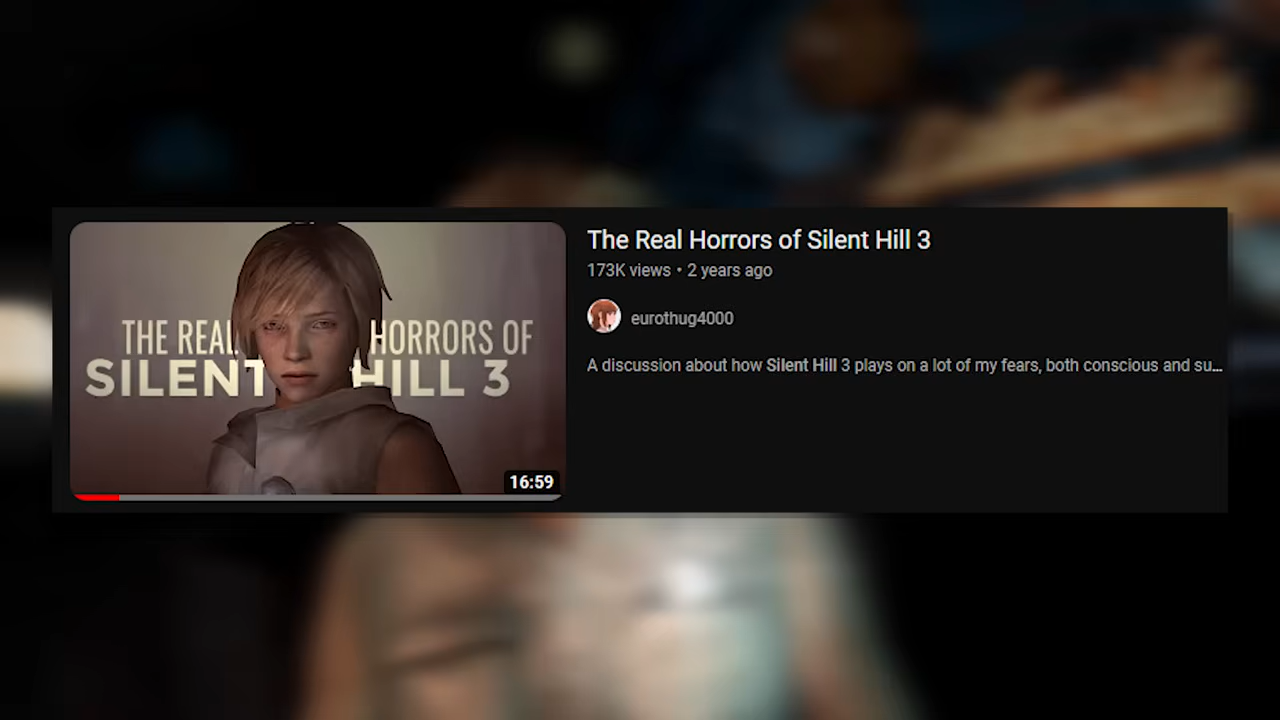 THE REAL HORRORS OF
SILENT HILL 3
16:59
The Real Horrors of Silent Hill 3
173K views • 2 years ago
eurothug4000
A discussion about how Silent Hill 3 plays on a lot of my fears, both conscious and su...